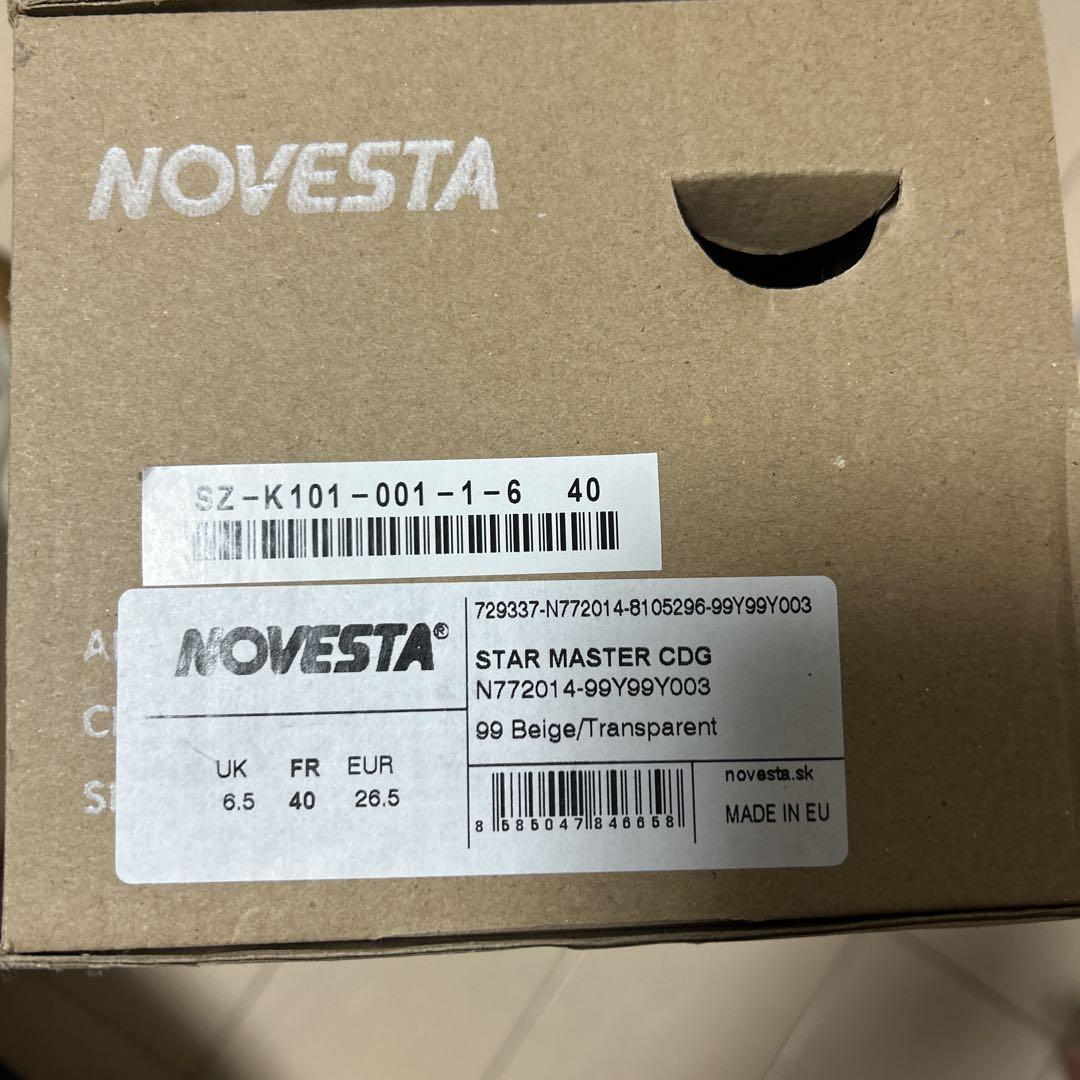 NOVESTA
SZ-K101-001-1-6 40
NOVESTA®
729337-N772014-8105296-99Y99Y003
STAR MASTER CDG
N772014-99Y99Y003
99 Beige/Transparent
UK FR EUR
6.5 40 26.5
8 585047 846658
novesta.sk
MADE IN EU